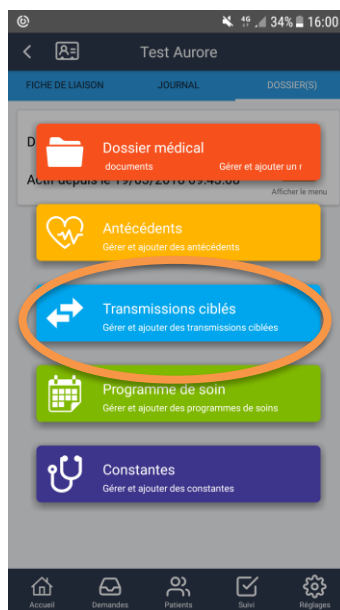 4G 34% 16:00
Test Aurore
FICHE DE LIAISON JOURNAL DOSSIER(S)
D
Dossier médical
documents Gérer et ajouter un r
Actif depuis le 19/03/2018 09:43:00
Afficher le menu
Antécédents
Gérer et ajouter des antécédents
Transmissions ciblés
Gérer et ajouter des transmissions ciblées
Programme de soin
Gérer et ajouter des programmes de soins
Constantes
Gérer et ajouter des constantes
Accueil Demandes Patients Suivi Réglages